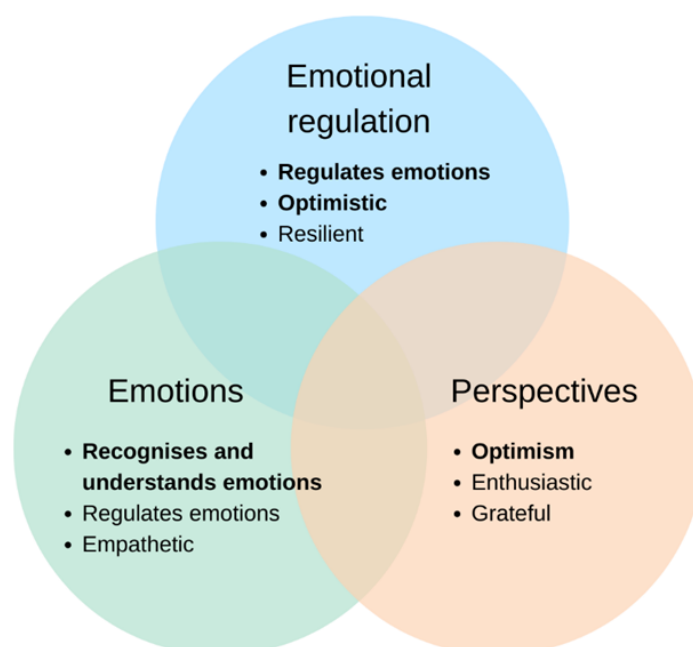 Emotional
regulation
• Regulates emotions
• Optimistic
• Resilient
Emotions
• Recognises and
understands emotions
• Regulates emotions
• Empathetic
Perspectives
• Optimism
• Enthusiastic
• Grateful